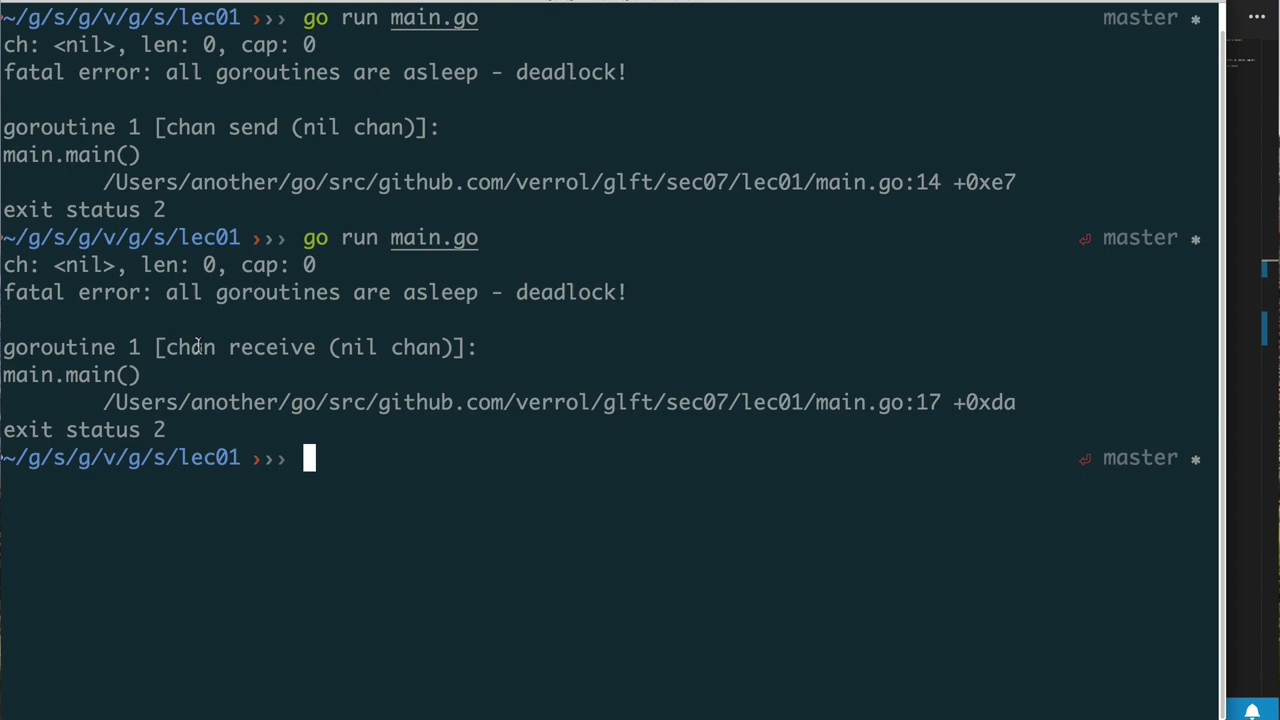 ~/g/s/g/v/g/s/lec01 ››› go run main.go master *
ch: <nil>, len: 0, cap: 0
fatal error: all goroutines are asleep - deadlock!
goroutine 1 [chan send (nil chan)]:
main.main()
/Users/another/go/src/github.com/verrol/glft/sec07/lec01/main.go:14 +0xe7
exit status 2
~/g/s/g/v/g/s/lec01 ››› go run main.go ⏎ master *
ch: <nil>, len: 0, cap: 0
fatal error: all goroutines are asleep - deadlock!
goroutine 1 [chan receive (nil chan)]:
main.main()
/Users/another/go/src/github.com/verrol/glft/sec07/lec01/main.go:17 +0xda
exit status 2
~/g/s/g/v/g/s/lec01 ››› ⏎ master *